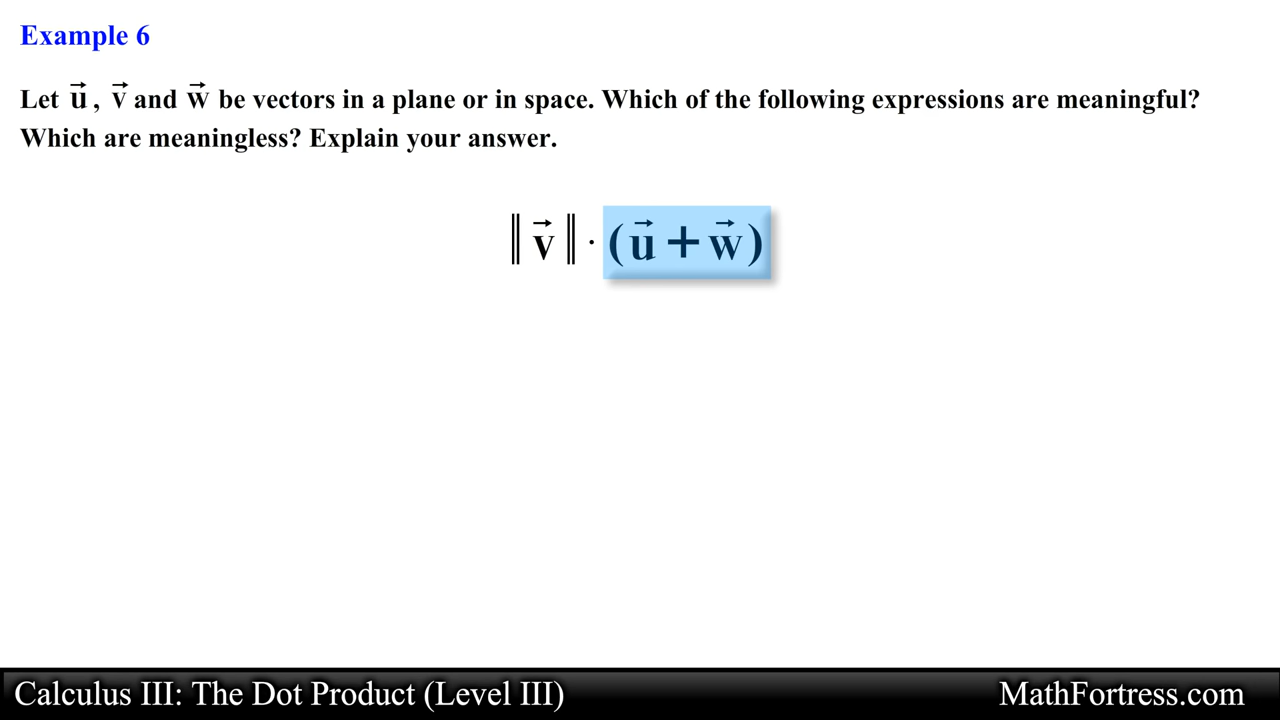 Example 6
Let u⃗ , v⃗ and w⃗ be vectors in a plane or in space. Which of the following expressions are meaningful?
Which are meaningless? Explain your answer.
‖ v⃗ ‖ · (u⃗ + w⃗)
Calculus III: The Dot Product (Level III)
MathFortress.com